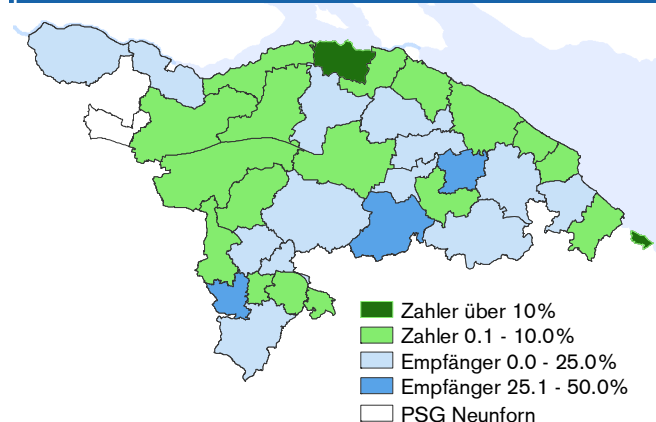 Zahler über 10%
Zahler 0.1 - 10.0%
Empfänger 0.0 - 25.0%
Empfänger 25.1 - 50.0%
PSG Neunforn